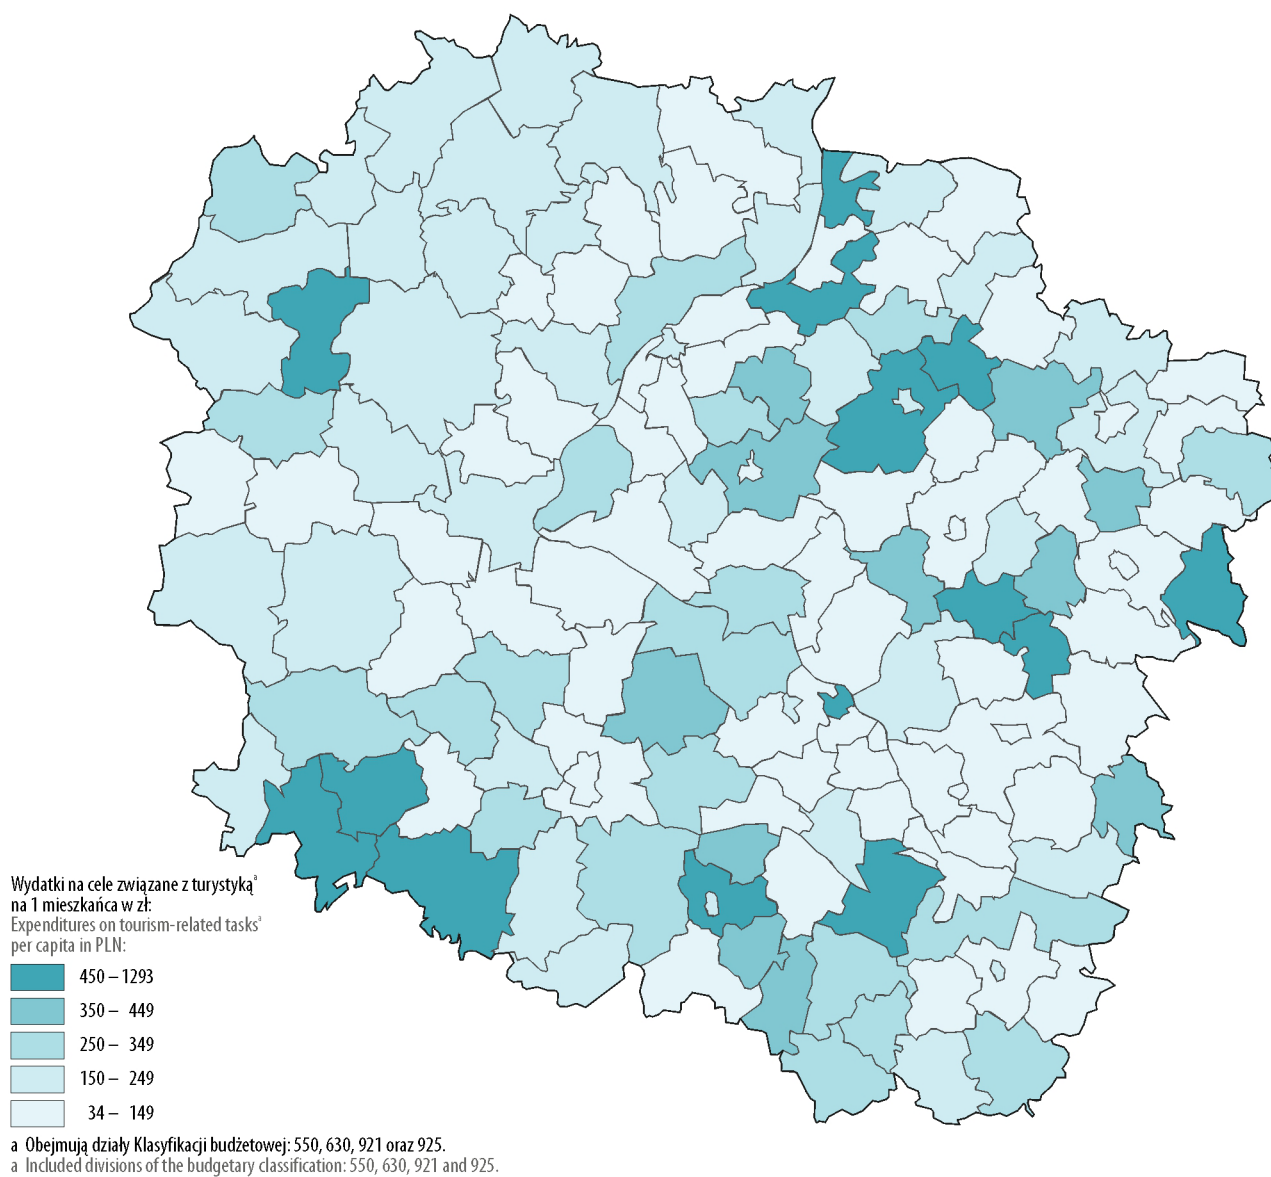 Wydatki na cele związane z turystykąª
na 1 mieszkańca w zł:
Expenditures on tourism-related tasksª
per capita in PLN:
450 – 1293
350 – 449
250 – 349
150 – 249
34 – 149
a Obejmują działy Klasyfikacji budżetowej: 550, 630, 921 oraz 925.
a Included divisions of the budgetary classification: 550, 630, 921 and 925.